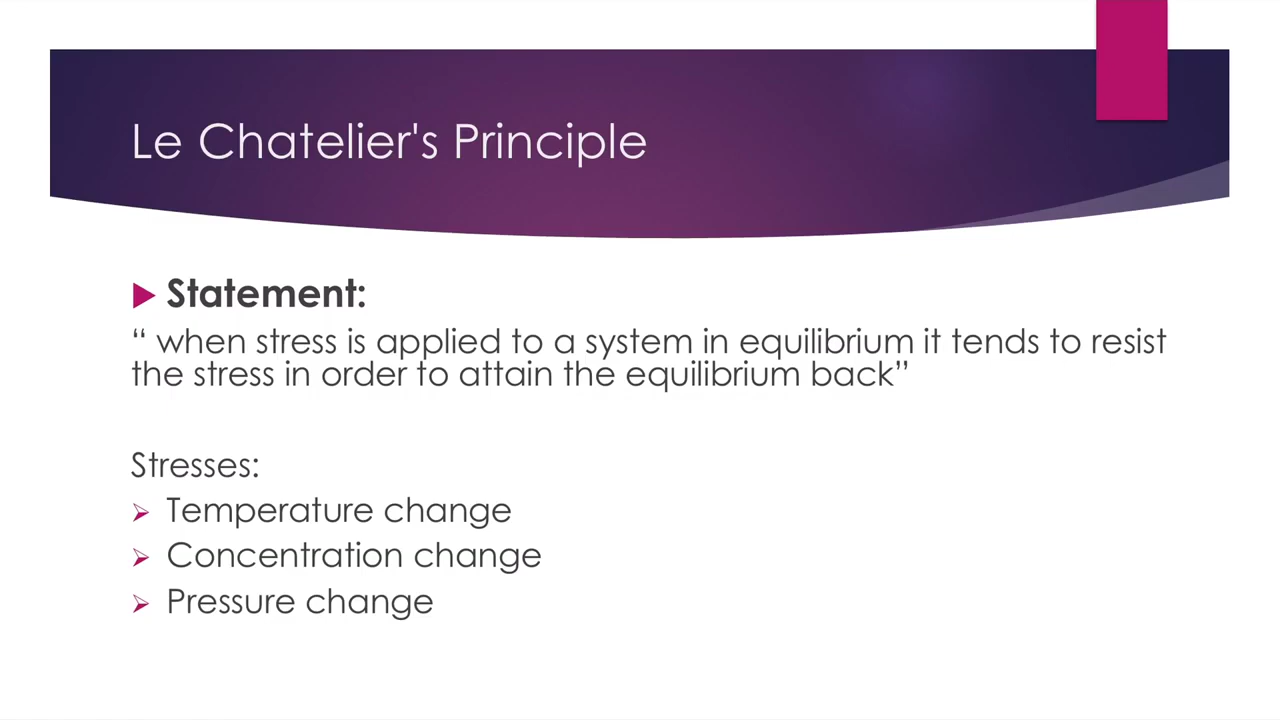 Le Chatelier's Principle
Statement:
“ when stress is applied to a system in equilibrium it tends to resist
the stress in order to attain the equilibrium back”
Stresses:
Temperature change
Concentration change
Pressure change